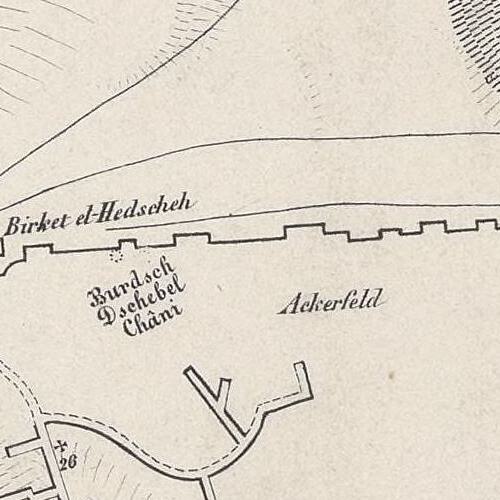 Birket el-Hedscheh
Burdsch
Dschebel
Châni
Ackerfeld
26